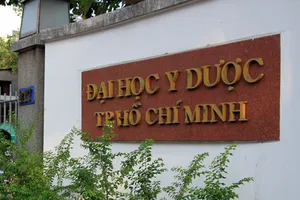 ĐẠI HỌC Y DƯỢC
TP.HỒ CHÍ MINH